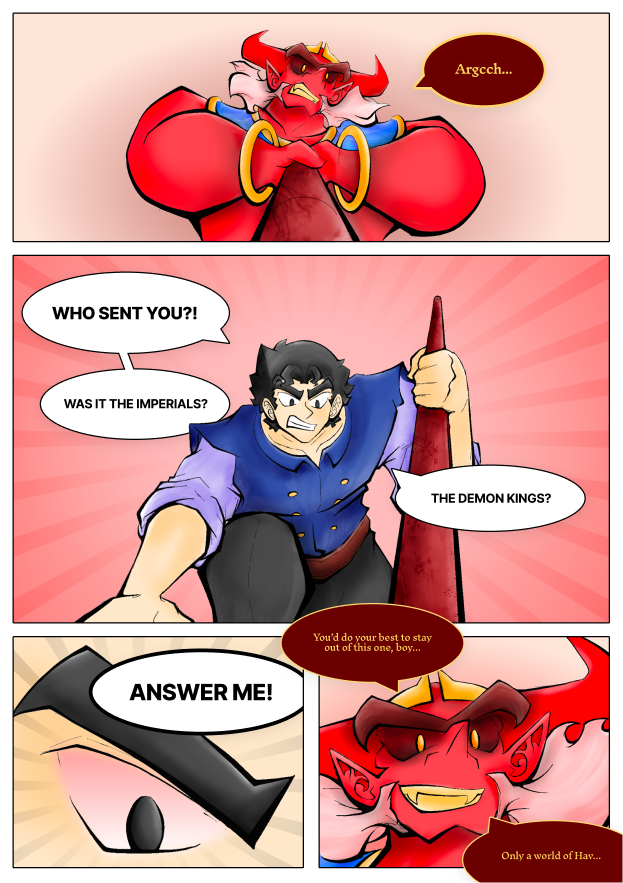 Argcch...
WHO SENT YOU?!
WAS IT THE IMPERIALS?
THE DEMON KINGS?
ANSWER ME!
You'd do your best to stay
out of this one, boy...
Only a world of Hav...